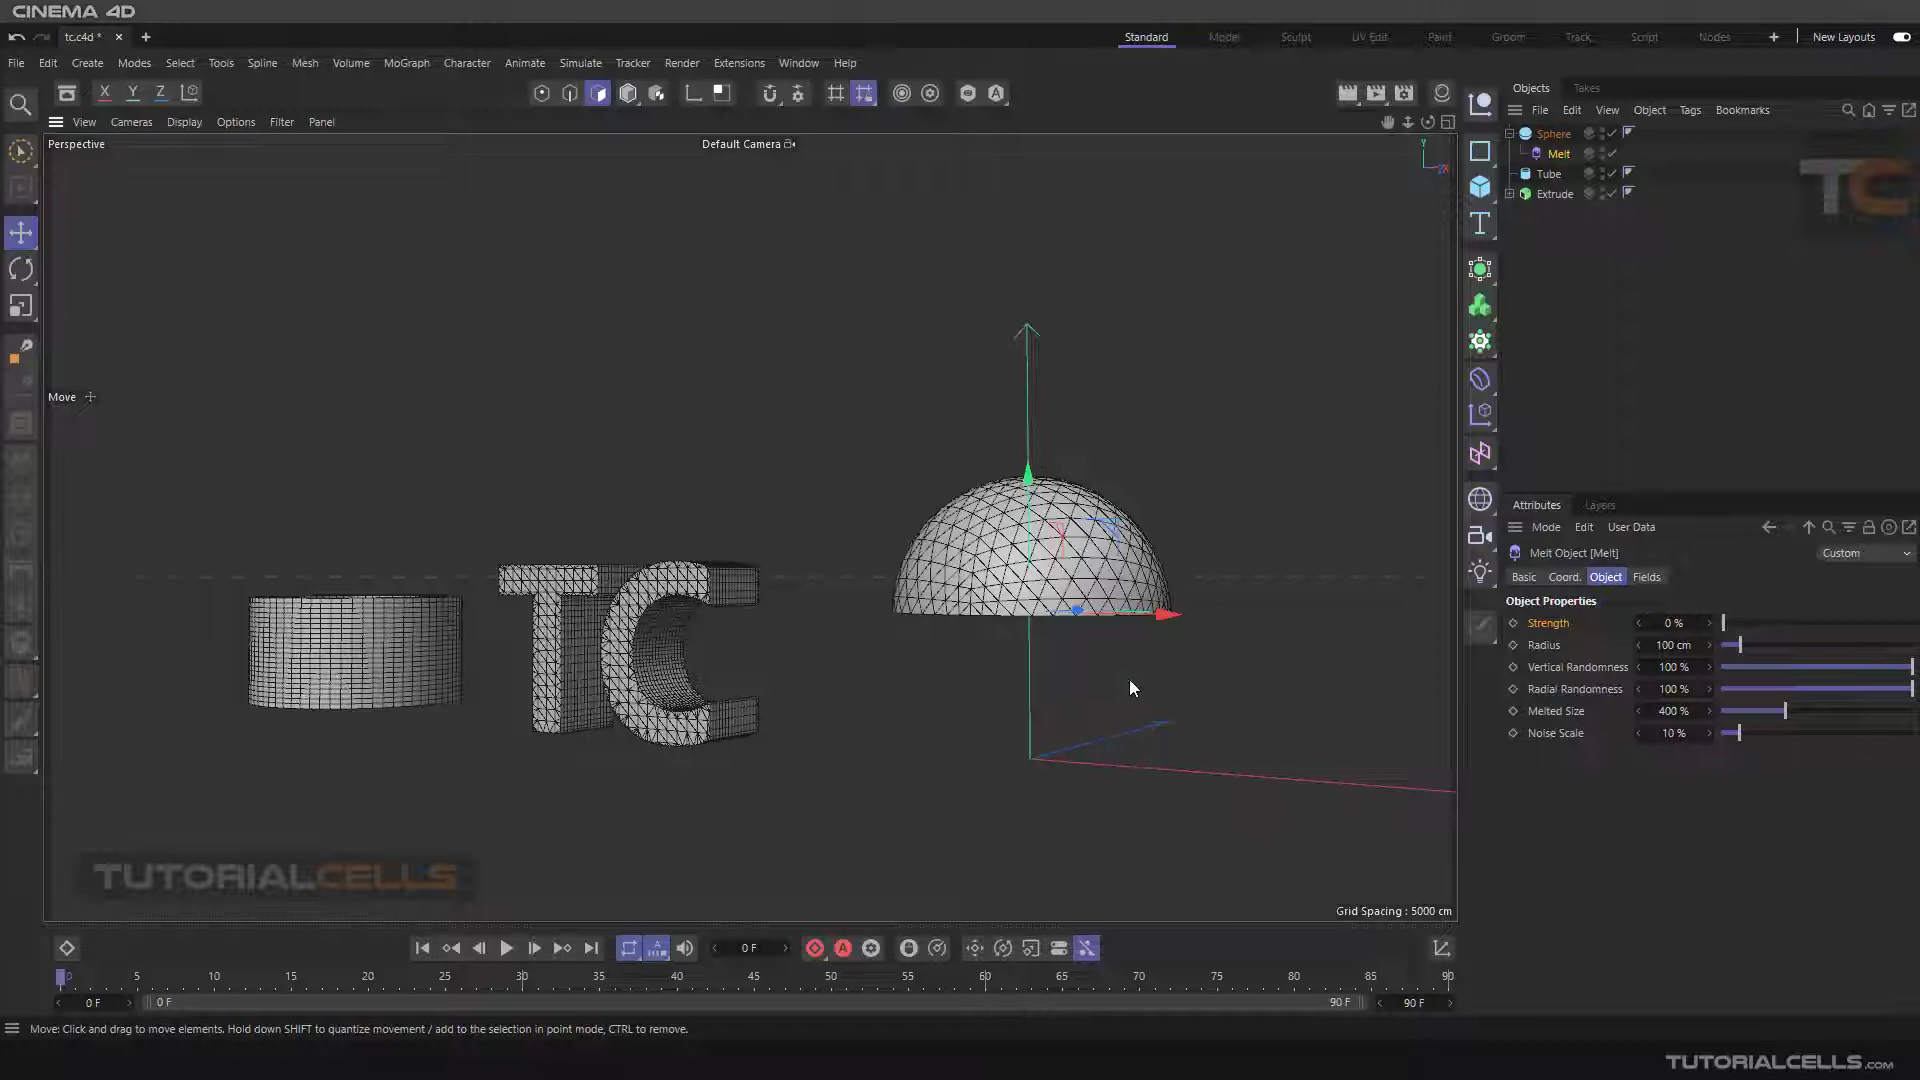 CINEMA 4D
tc.c4d *
Standard Model Sculpt UV Edit Paint Groom Track Script Nodes New Layouts
File Edit Create Modes Select Tools Spline Mesh Volume MoGraph Character Animate Simulate Tracker Render Extensions Window Help
Objects Takes
X Y Z
File Edit View Object Tags Bookmarks
View Cameras Display Options Filter Panel
Perspective
Default Camera
Sphere
Melt
Tube
Extrude
TC
Move
Attributes Layers
Mode Edit User Data
Melt Object [Melt]
Custom
Basic Coord. Object Fields
Object Properties
Strength 0 %
Radius 100 cm
Vertical Randomness 100 %
Radial Randomness 100 %
Melted Size 400 %
Noise Scale 10 %
TC
TUTORIALCELLS
Grid Spacing : 5000 cm
0 F
0 5 10 15 20 25 30 35 40 45 50 55 60 65 70 75 80 85 90
0 F 0 F 90 F 90 F
Move: Click and drag to move elements. Hold down SHIFT to quantize movement / add to the selection in point mode, CTRL to remove.
TUTORIALCELLS.com